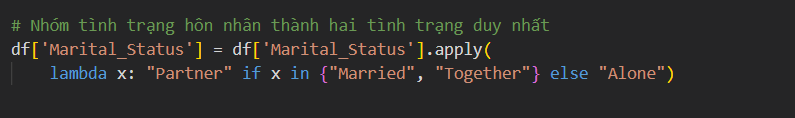 # Nhóm tình trạng hôn nhân thành hai tình trạng duy nhất
df['Marital_Status'] = df['Marital_Status'].apply(
    lambda x: "Partner" if x in {"Married", "Together"} else "Alone")